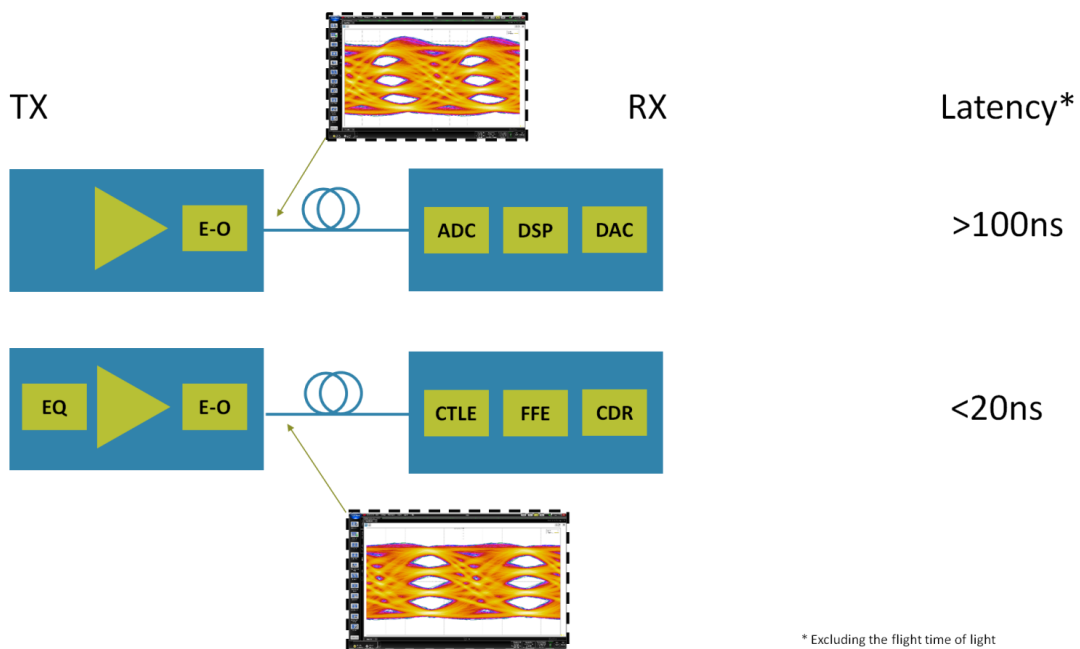 TX
RX
Latency*
E-O
ADC
DSP
DAC
>100ns
EQ
E-O
CTLE
FFE
CDR
<20ns
* Excluding the flight time of light